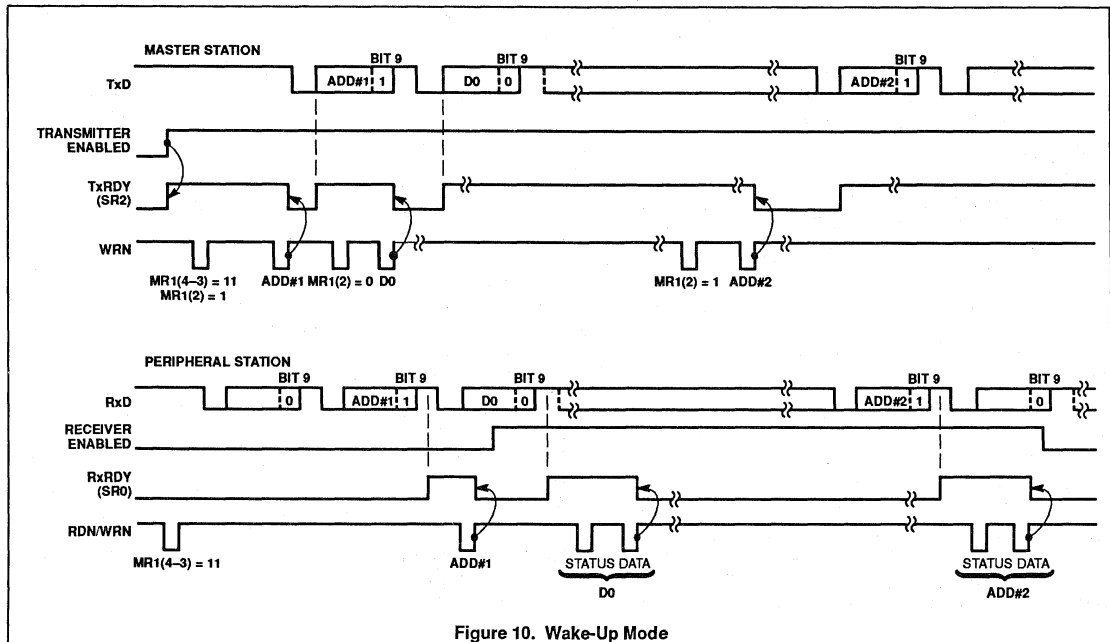 MASTER STATION
BIT 9 BIT 9 BIT 9
TxD ADD#1 1 D0 0 ADD#2 1
TRANSMITTER
ENABLED
TxRDY
(SR2)
WRN
MR1(4–3) = 11 ADD#1 MR1(2) = 0 D0 MR1(2) = 1 ADD#2
MR1(2) = 1
PERIPHERAL STATION
BIT 9 BIT 9 BIT 9 BIT 9 BIT 9
RxD 0 ADD#1 1 D0 0 ADD#2 1 0
RECEIVER
ENABLED
RxRDY
(SR0)
RDN/WRN
MR1(4–3) = 11 ADD#1 STATUS DATA STATUS DATA
D0 ADD#2
Figure 10. Wake-Up Mode